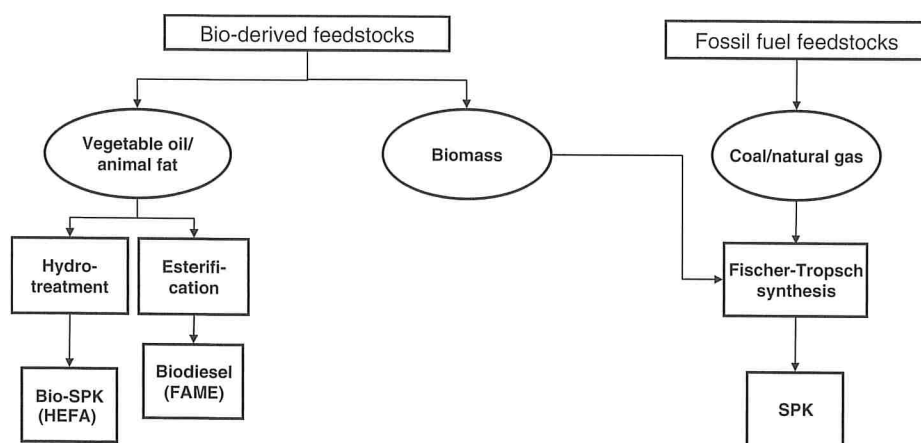 Bio-derived feedstocks
Fossil fuel feedstocks
Vegetable oil/
animal fat
Biomass
Coal/natural gas
Hydro-
treatment
Esterifi-
cation
Fischer-Tropsch
synthesis
Bio-SPK
(HEFA)
Biodiesel
(FAME)
SPK